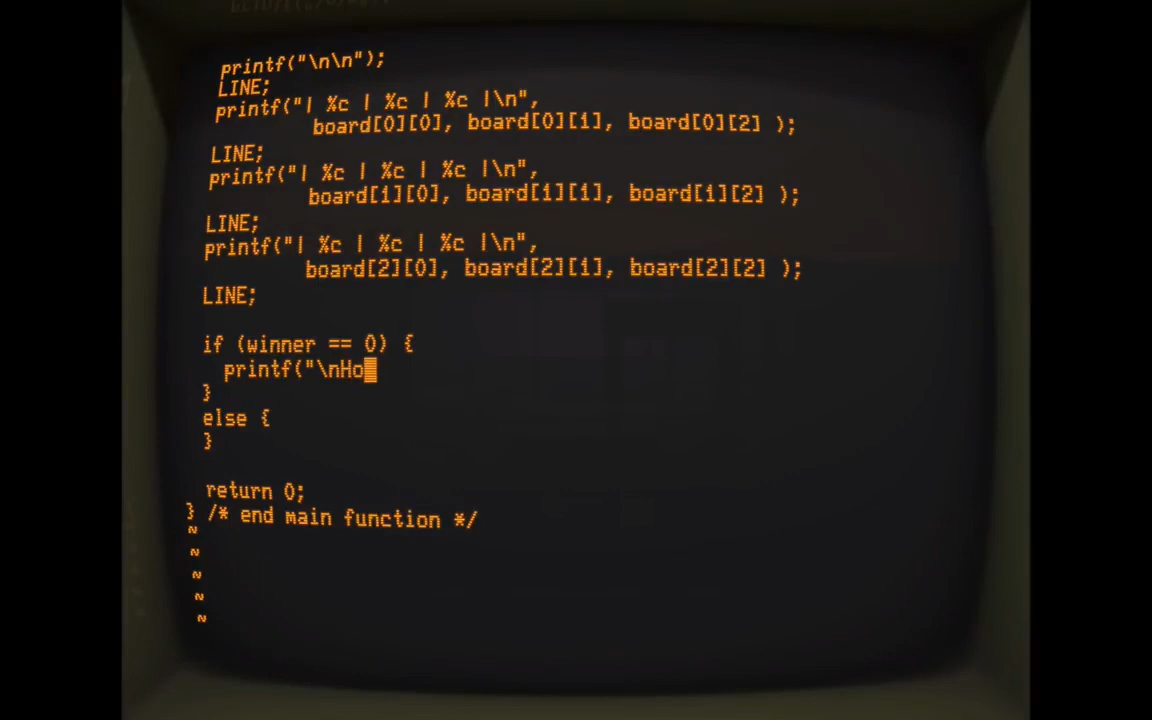 printf("\n\n");
LINE;
printf("| %c | %c | %c |\n",
board[0][0], board[0][1], board[0][2] );
LINE;
printf("| %c | %c | %c |\n",
board[1][0], board[1][1], board[1][2] );
LINE;
printf("| %c | %c | %c |\n",
board[2][0], board[2][1], board[2][2] );
LINE;
if (winner == 0) {
printf("\nHo
}
else {
}
return 0;
} /* end main function */
~
~
~
~
~